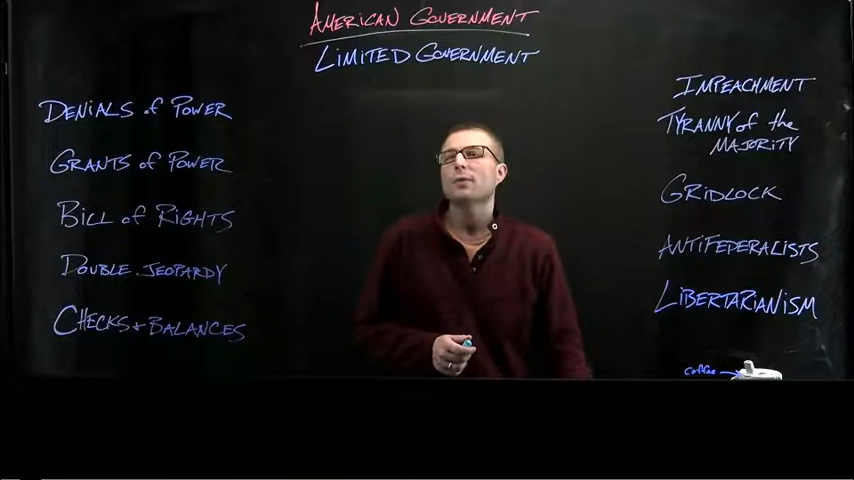 AMERICAN GOVERNMENT
LIMITED GOVERNMENT
DENIALS of POWER
GRANTS of POWER
BILL of RIGHTS
DOUBLE JEOPARDY
CHECKS + BALANCES
IMPEACHMENT
TYRANNY of the
MAJORITY
GRIDLOCK
ANTIFEDERALISTS
LIBERTARIANISM
coffee